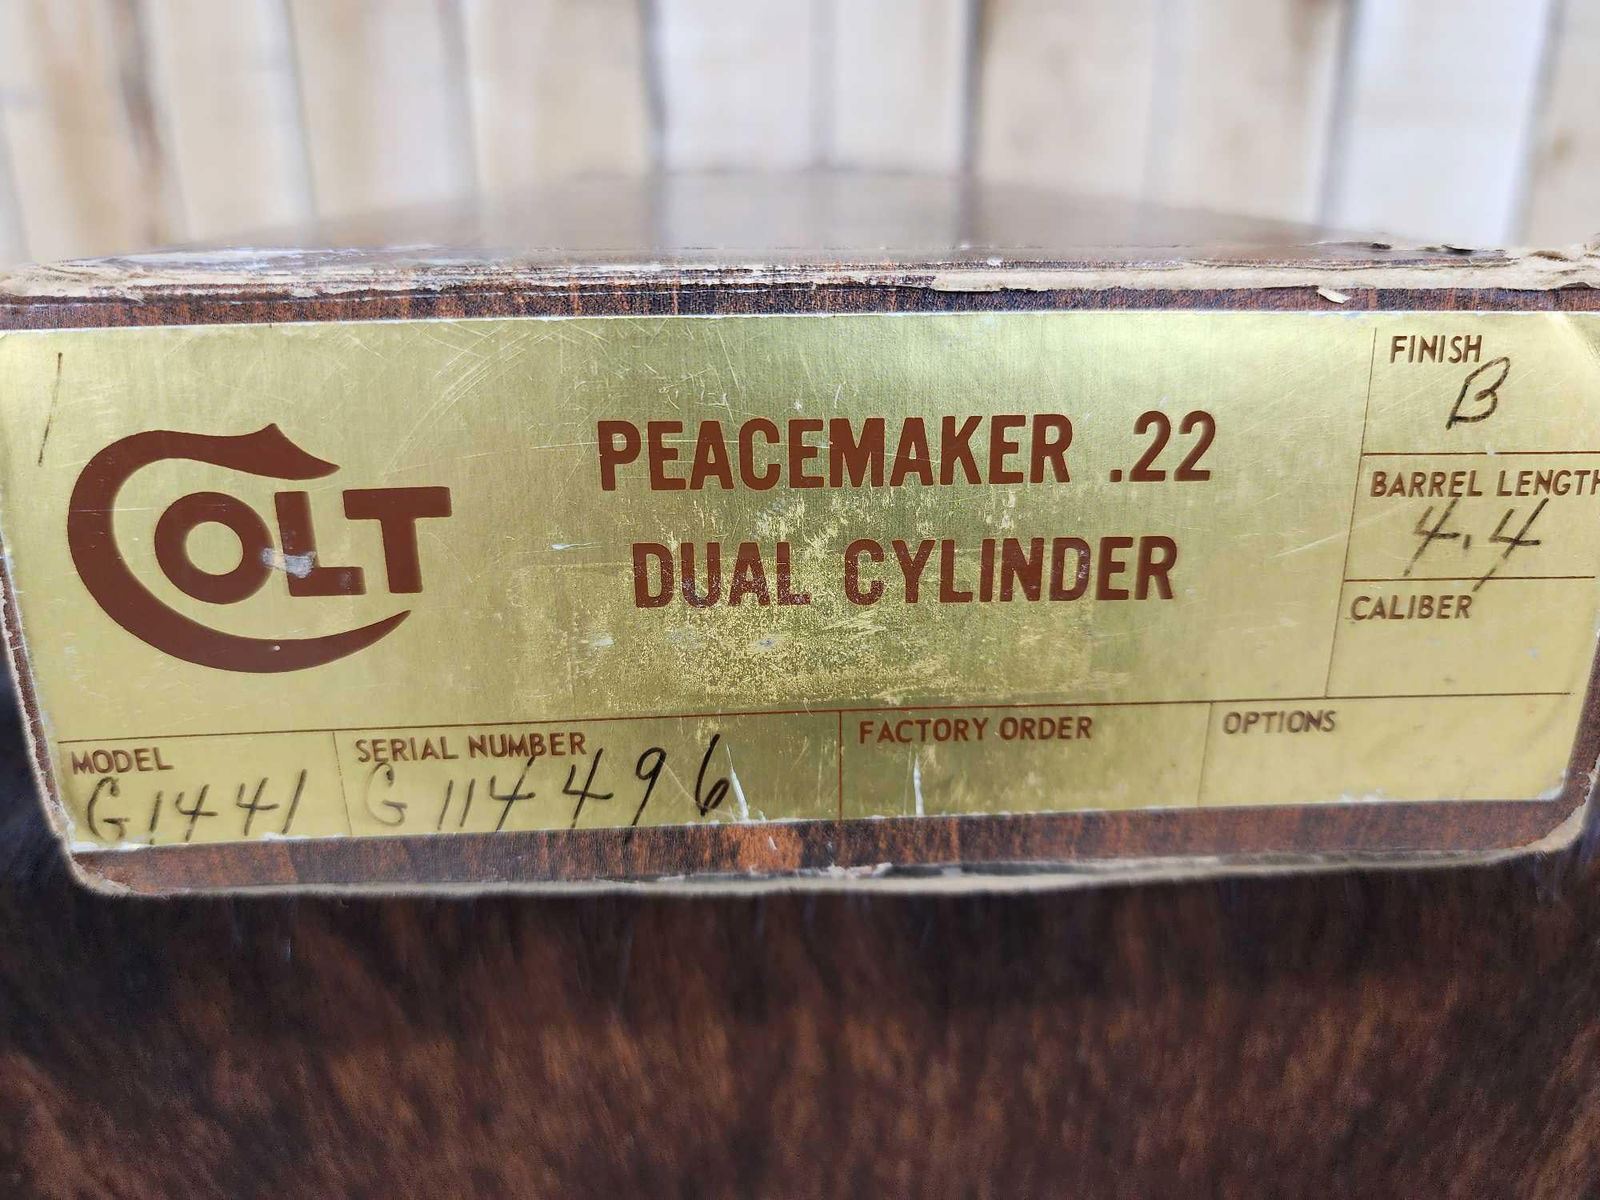 COLT
PEACEMAKER .22
DUAL CYLINDER
FINISH
B
BARREL LENGTH
4.4
CALIBER
MODEL
G1441
SERIAL NUMBER
G114496
FACTORY ORDER
OPTIONS